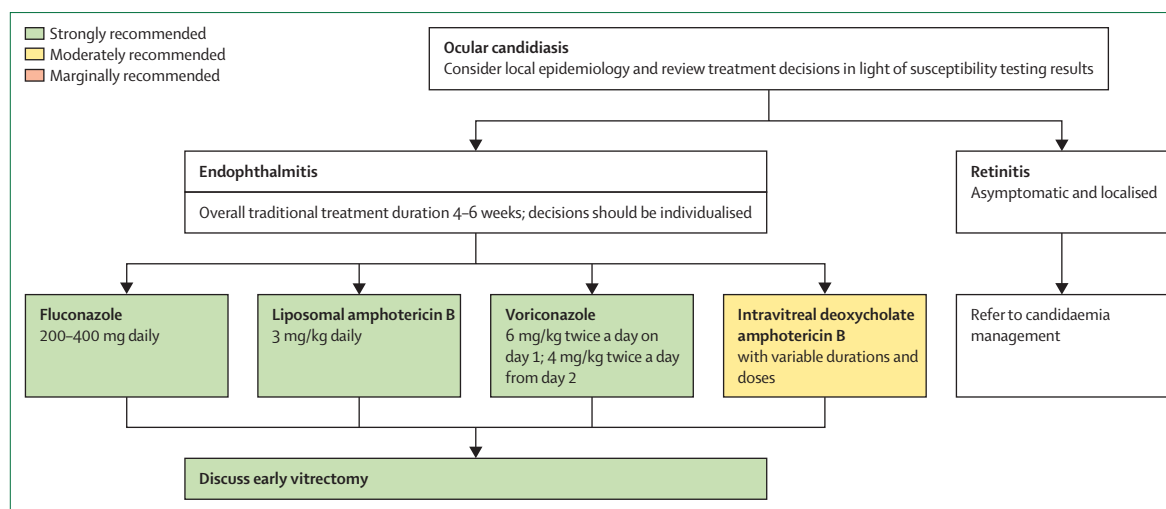 Strongly recommended
Moderately recommended
Marginally recommended
Ocular candidiasis
Consider local epidemiology and review treatment decisions in light of susceptibility testing results
Endophthalmitis
Overall traditional treatment duration 4–6 weeks; decisions should be individualised
Retinitis
Asymptomatic and localised
Fluconazole
200–400 mg daily
Liposomal amphotericin B
3 mg/kg daily
Voriconazole
6 mg/kg twice a day on
day 1; 4 mg/kg twice a day
from day 2
Intravitreal deoxycholate
amphotericin B
with variable durations and
doses
Refer to candidaemia
management
Discuss early vitrectomy